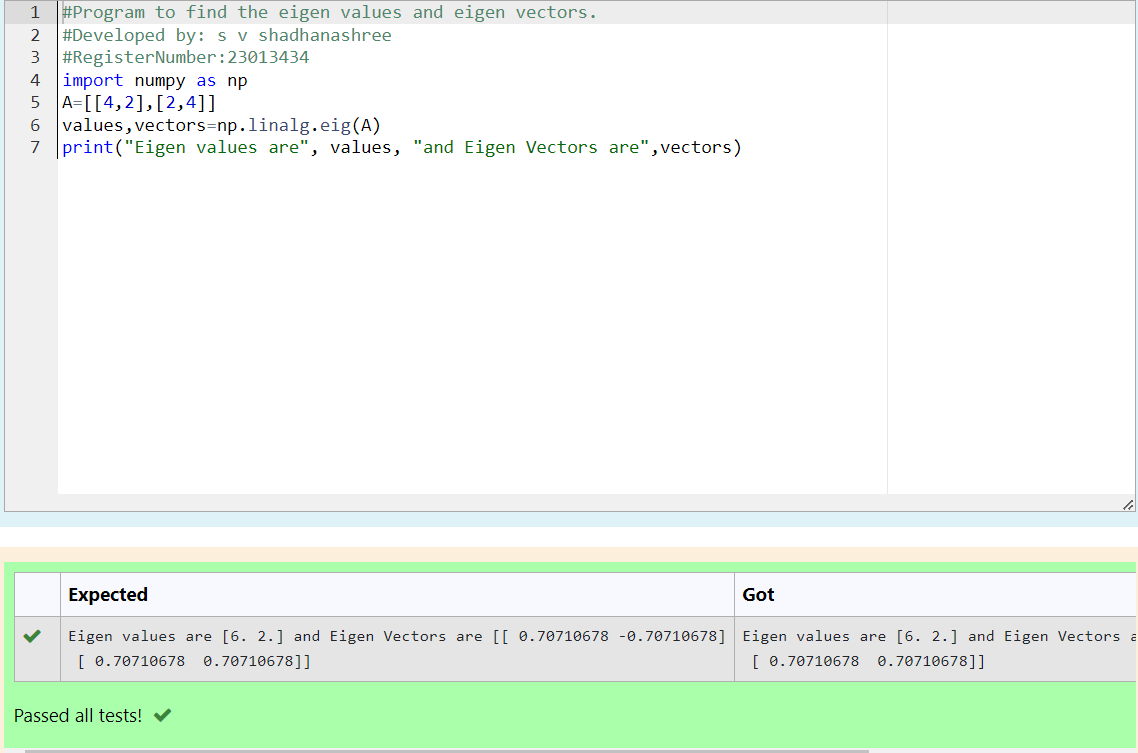 1 #Program to find the eigen values and eigen vectors.
2 #Developed by: s v shadhanashree
3 #RegisterNumber:23013434
4 import numpy as np
5 A=[[4,2],[2,4]]
6 values,vectors=np.linalg.eig(A)
7 print("Eigen values are", values, "and Eigen Vectors are",vectors)
Expected Got
Eigen values are [6. 2.] and Eigen Vectors are [[ 0.70710678 -0.70710678] Eigen values are [6. 2.] and Eigen Vectors
[ 0.70710678 0.70710678]] [ 0.70710678 0.70710678]]
Passed all tests!